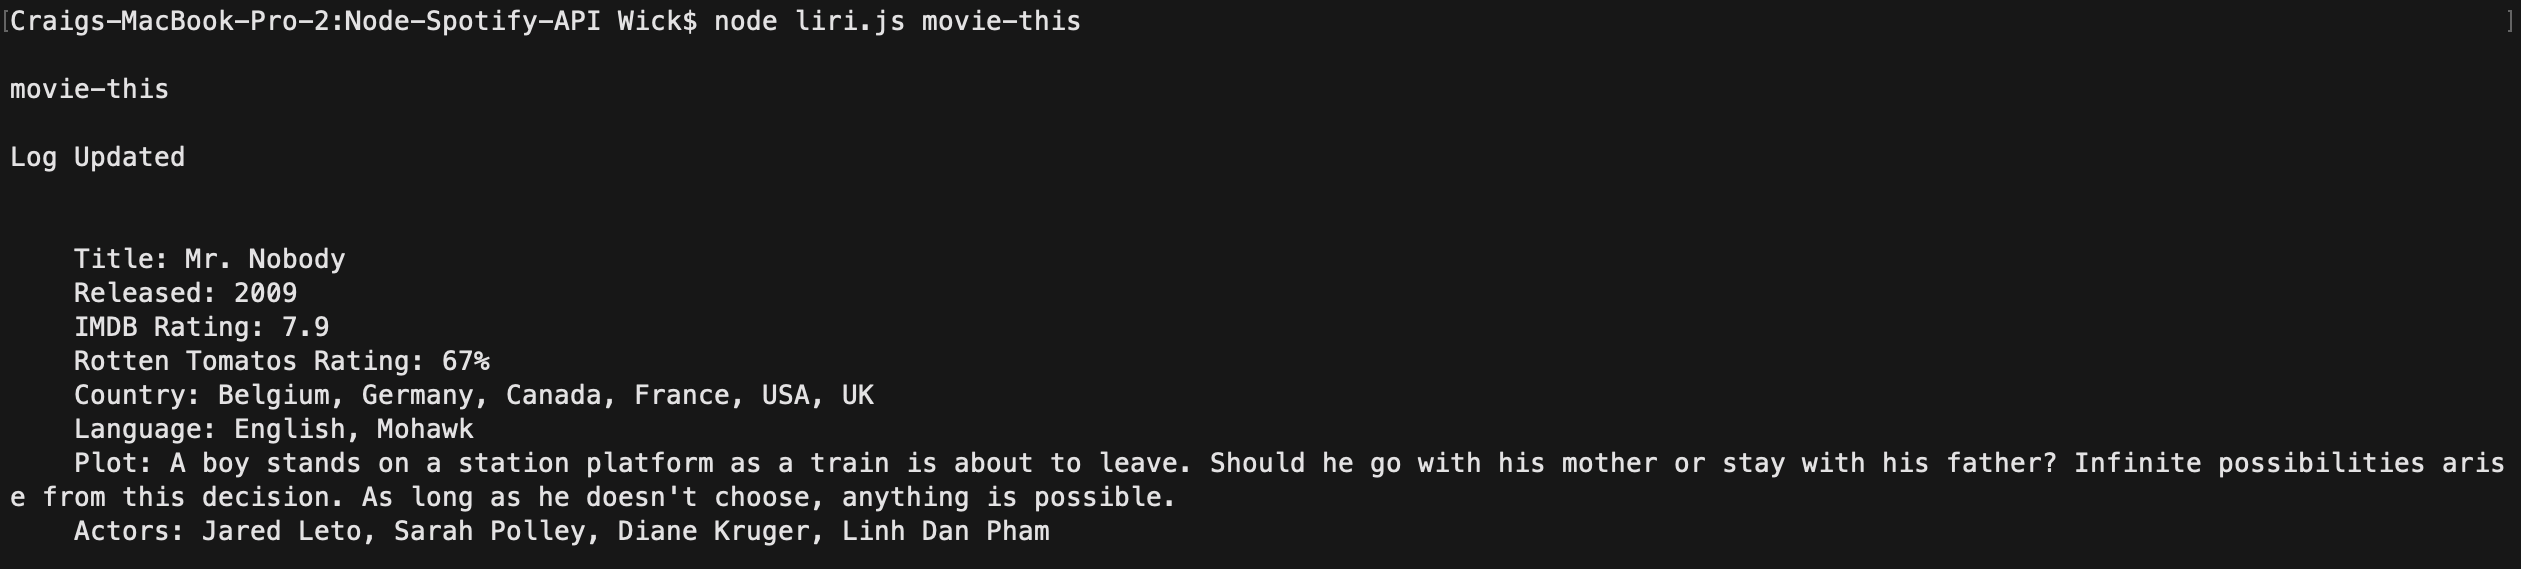 [Craigs-MacBook-Pro-2:Node-Spotify-API Wick$ node liri.js movie-this ]
movie-this
Log Updated
Title: Mr. Nobody
Released: 2009
IMDB Rating: 7.9
Rotten Tomatos Rating: 67%
Country: Belgium, Germany, Canada, France, USA, UK
Language: English, Mohawk
Plot: A boy stands on a station platform as a train is about to leave. Should he go with his mother or stay with his father? Infinite possibilities aris
e from this decision. As long as he doesn't choose, anything is possible.
Actors: Jared Leto, Sarah Polley, Diane Kruger, Linh Dan Pham